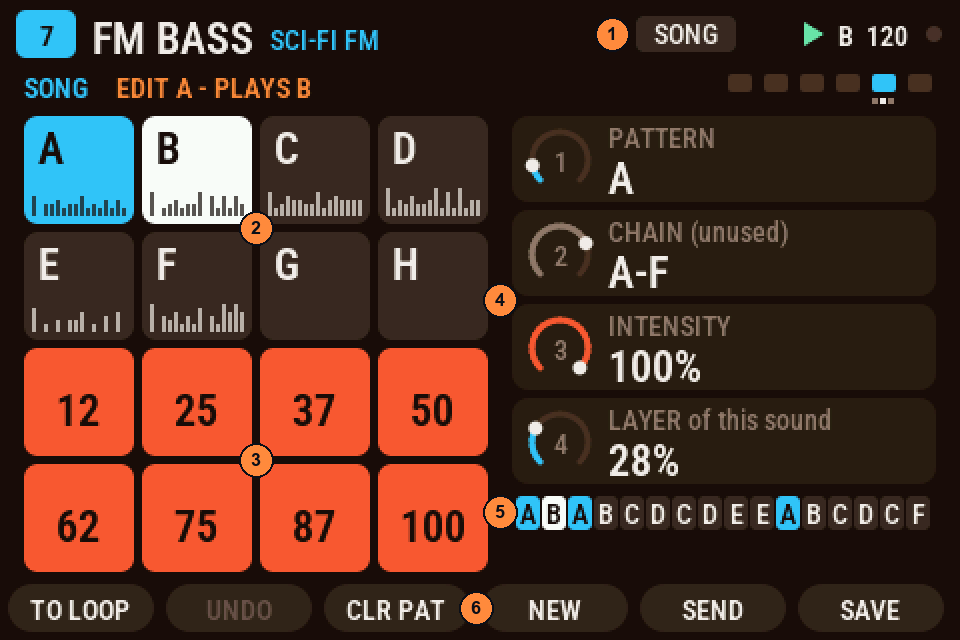 7 FM BASS SCI-FI FM 1 SONG B 120
SONG EDIT A - PLAYS B
A B C D
2
E F G H
12 25 37 50
3
62 75 87 100
1 PATTERN
A
2 CHAIN (unused)
A-F
4
3 INTENSITY
100%
4 LAYER of this sound
28%
5 A B A B C D C D E E A B C D C F
TO LOOP UNDO CLR PAT 6 NEW SEND SAVE